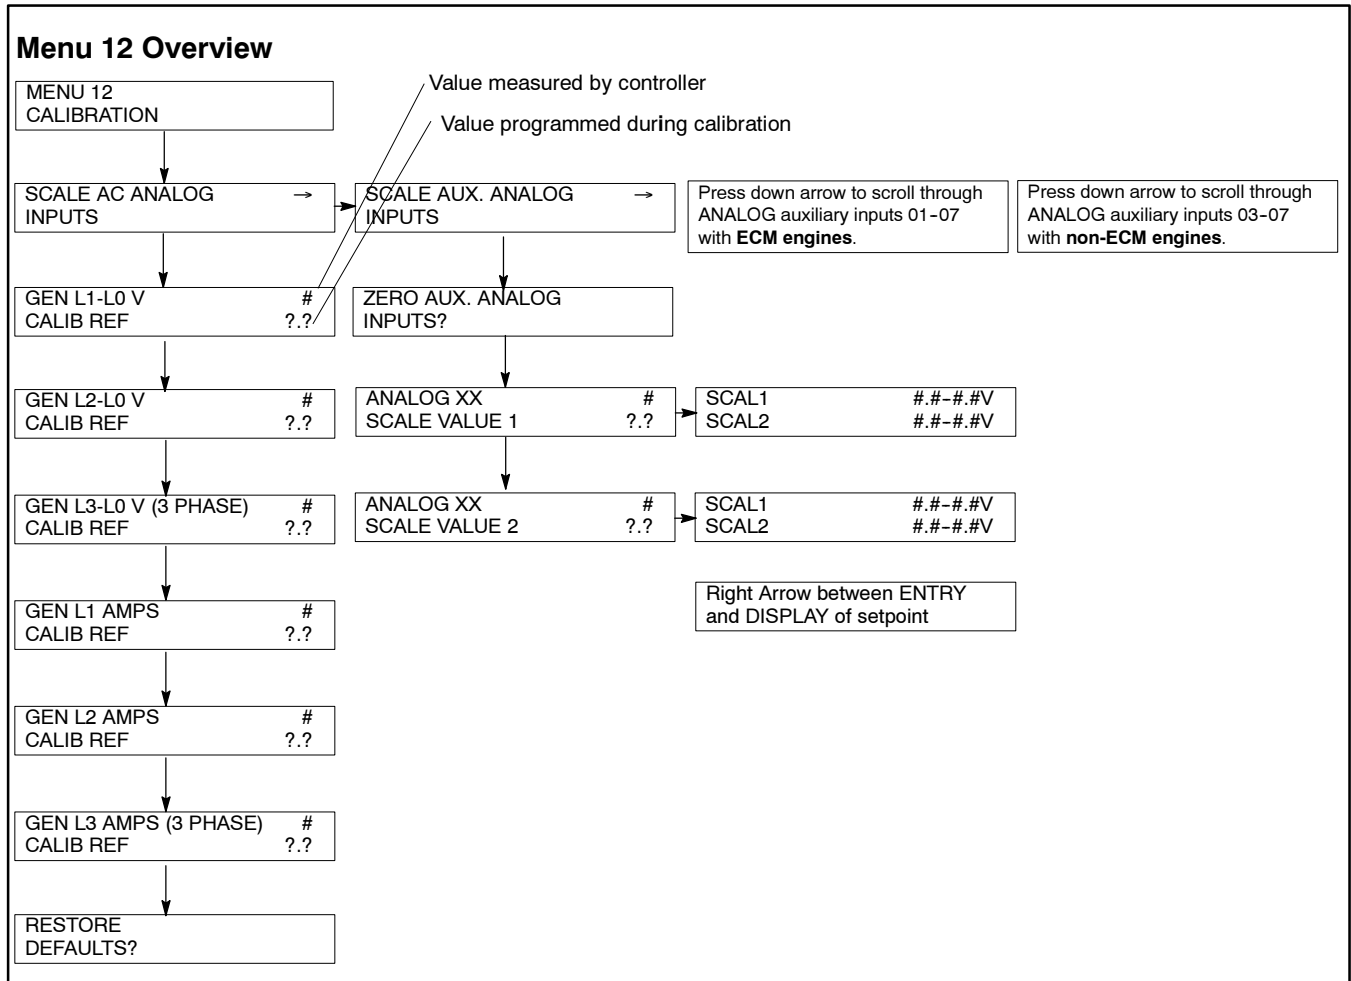 Menu 12 Overview
Value measured by controller
Value programmed during calibration
MENU 12
CALIBRATION
SCALE AC ANALOG →
INPUTS
SCALE AUX. ANALOG →
INPUTS
Press down arrow to scroll through
ANALOG auxiliary inputs 01-07
with ECM engines.
Press down arrow to scroll through
ANALOG auxiliary inputs 03-07
with non-ECM engines.
GEN L1-L0 V #
CALIB REF ?.?
ZERO AUX. ANALOG
INPUTS?
GEN L2-L0 V #
CALIB REF ?.?
ANALOG XX #
SCALE VALUE 1 ?.?
SCAL1 #.#-#.#V
SCAL2 #.#-#.#V
GEN L3-L0 V (3 PHASE) #
CALIB REF ?.?
ANALOG XX #
SCALE VALUE 2 ?.?
SCAL1 #.#-#.#V
SCAL2 #.#-#.#V
GEN L1 AMPS #
CALIB REF ?.?
Right Arrow between ENTRY
and DISPLAY of setpoint
GEN L2 AMPS #
CALIB REF ?.?
GEN L3 AMPS (3 PHASE) #
CALIB REF ?.?
RESTORE
DEFAULTS?